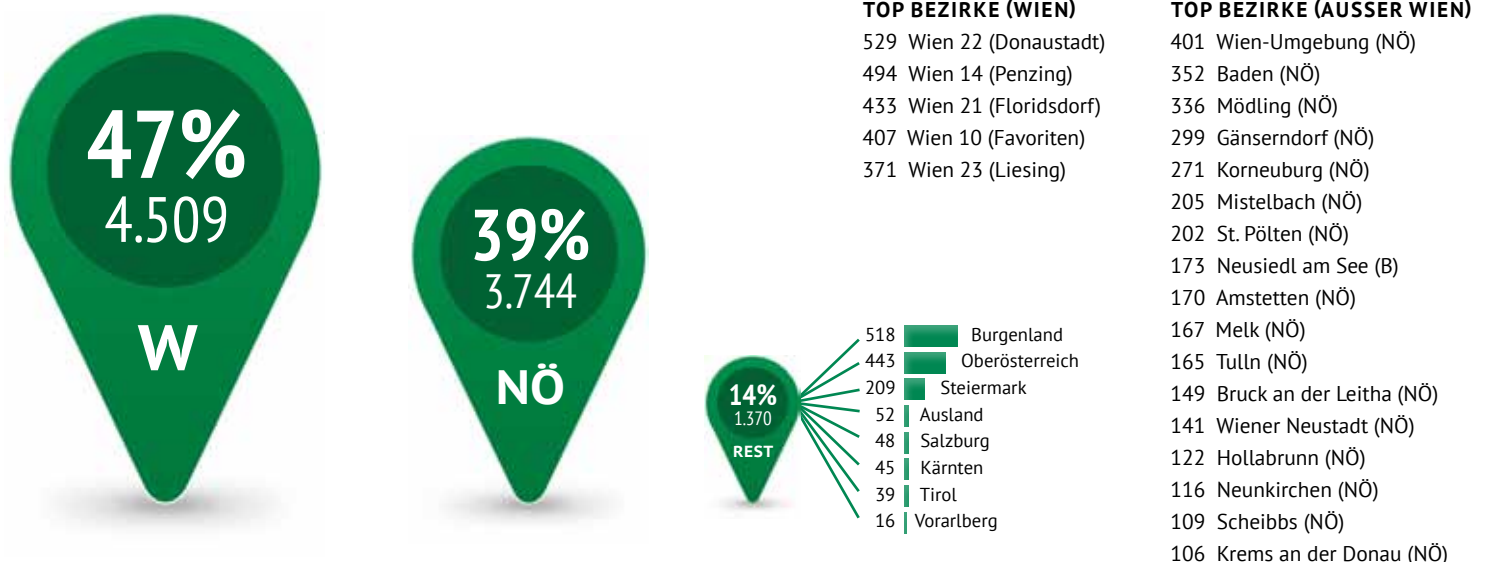 47%
4.509
W
39%
3.744
NÖ
14%
1.370
REST
518 Burgenland
443 Oberösterreich
209 Steiermark
52 Ausland
48 Salzburg
45 Kärnten
39 Tirol
16 Vorarlberg
TOP BEZIRKE (WIEN)
529 Wien 22 (Donaustadt)
494 Wien 14 (Penzing)
433 Wien 21 (Floridsdorf)
407 Wien 10 (Favoriten)
371 Wien 23 (Liesing)
TOP BEZIRKE (AUSSER WIEN)
401 Wien-Umgebung (NÖ)
352 Baden (NÖ)
336 Mödling (NÖ)
299 Gänserndorf (NÖ)
271 Korneuburg (NÖ)
205 Mistelbach (NÖ)
202 St. Pölten (NÖ)
173 Neusiedl am See (B)
170 Amstetten (NÖ)
167 Melk (NÖ)
165 Tulln (NÖ)
149 Bruck an der Leitha (NÖ)
141 Wiener Neustadt (NÖ)
122 Hollabrunn (NÖ)
116 Neunkirchen (NÖ)
109 Scheibbs (NÖ)
106 Krems an der Donau (NÖ)